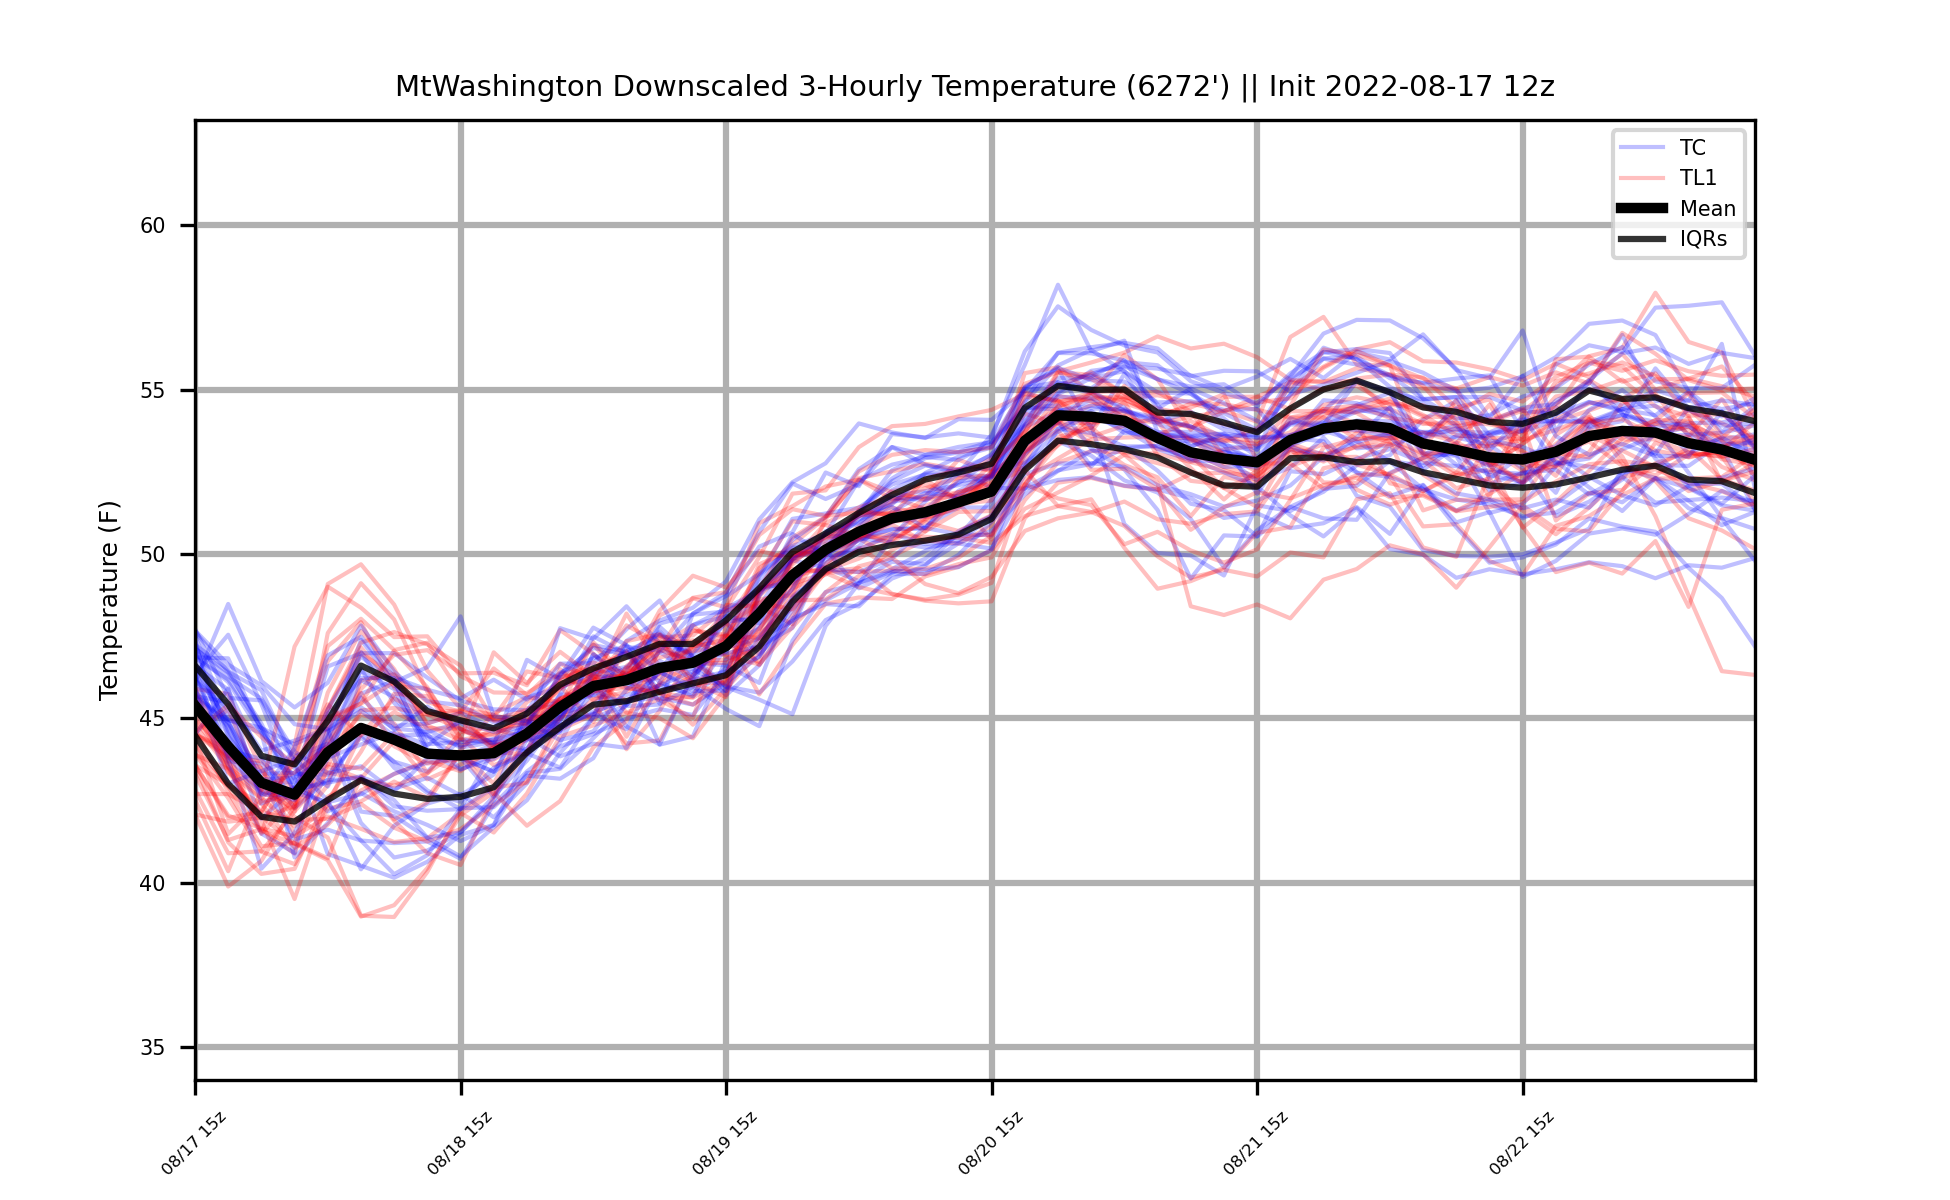 MtWashington Downscaled 3-Hourly Temperature (6272') || Init 2022-08-17 12z
TC
TL1
Mean
IQRs
Temperature (F)
60
55
50
45
40
35
08/17 15z
08/18 15z
08/19 15z
08/20 15z
08/21 15z
08/22 15z